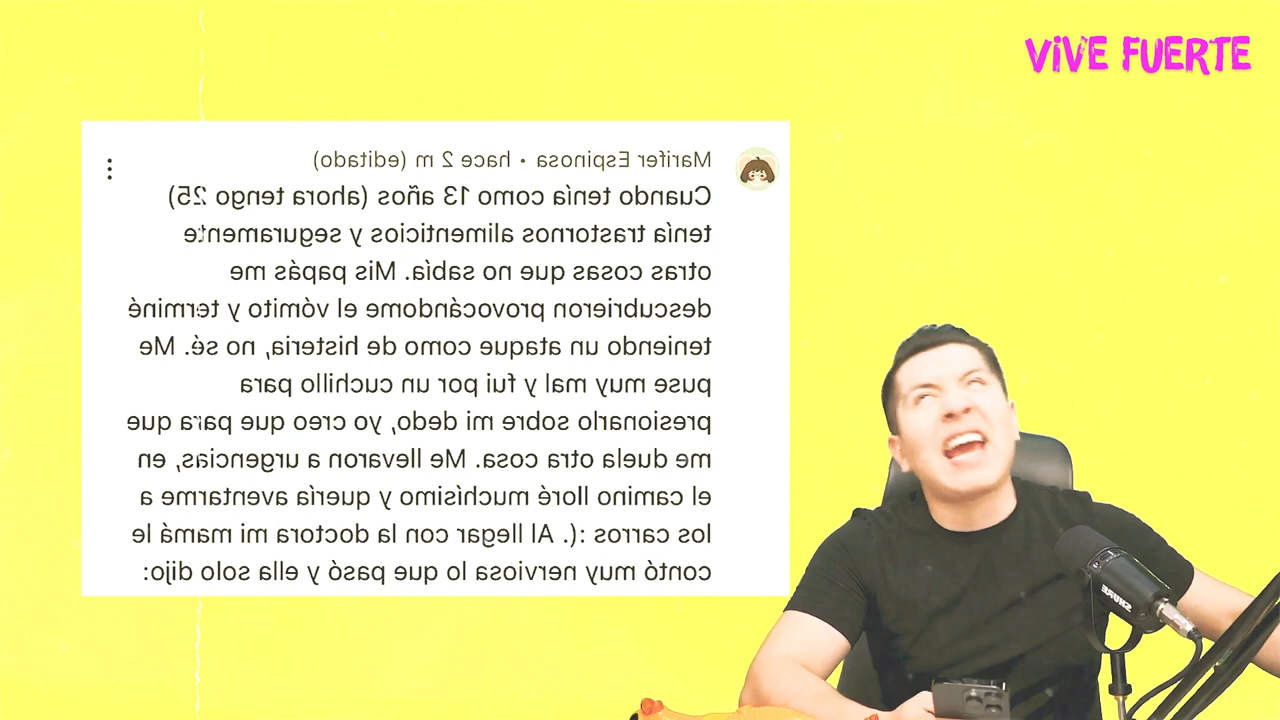 VIVE FUERTE
Marifer Espinosa • hace 2 m (editado)
Cuando tenía como 13 años (ahora tengo 25)
tenía trastornos alimenticios y seguramente
otras cosas que no sabía. Mis papás me
descubrieron provocándome el vómito y terminé
teniendo un ataque como de histeria, no sé. Me
puse muy mal y fui por un cuchillo para
presionarlo sobre mi dedo, yo creo que para que
me duela otra cosa. Me llevaron a urgencias, en
el camino lloré muchísimo y quería aventarme a
los carros :(. Al llegar con la doctora mi mamá le
contó muy nerviosa lo que pasó y ella solo dijo:
SHURE